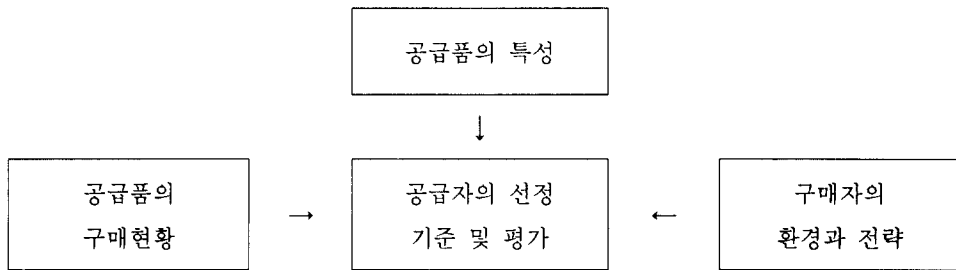 공급품의 특성
↓
공급품의
구매현황
→
공급자의 선정
기준 및 평가
←
구매자의
환경과 전략